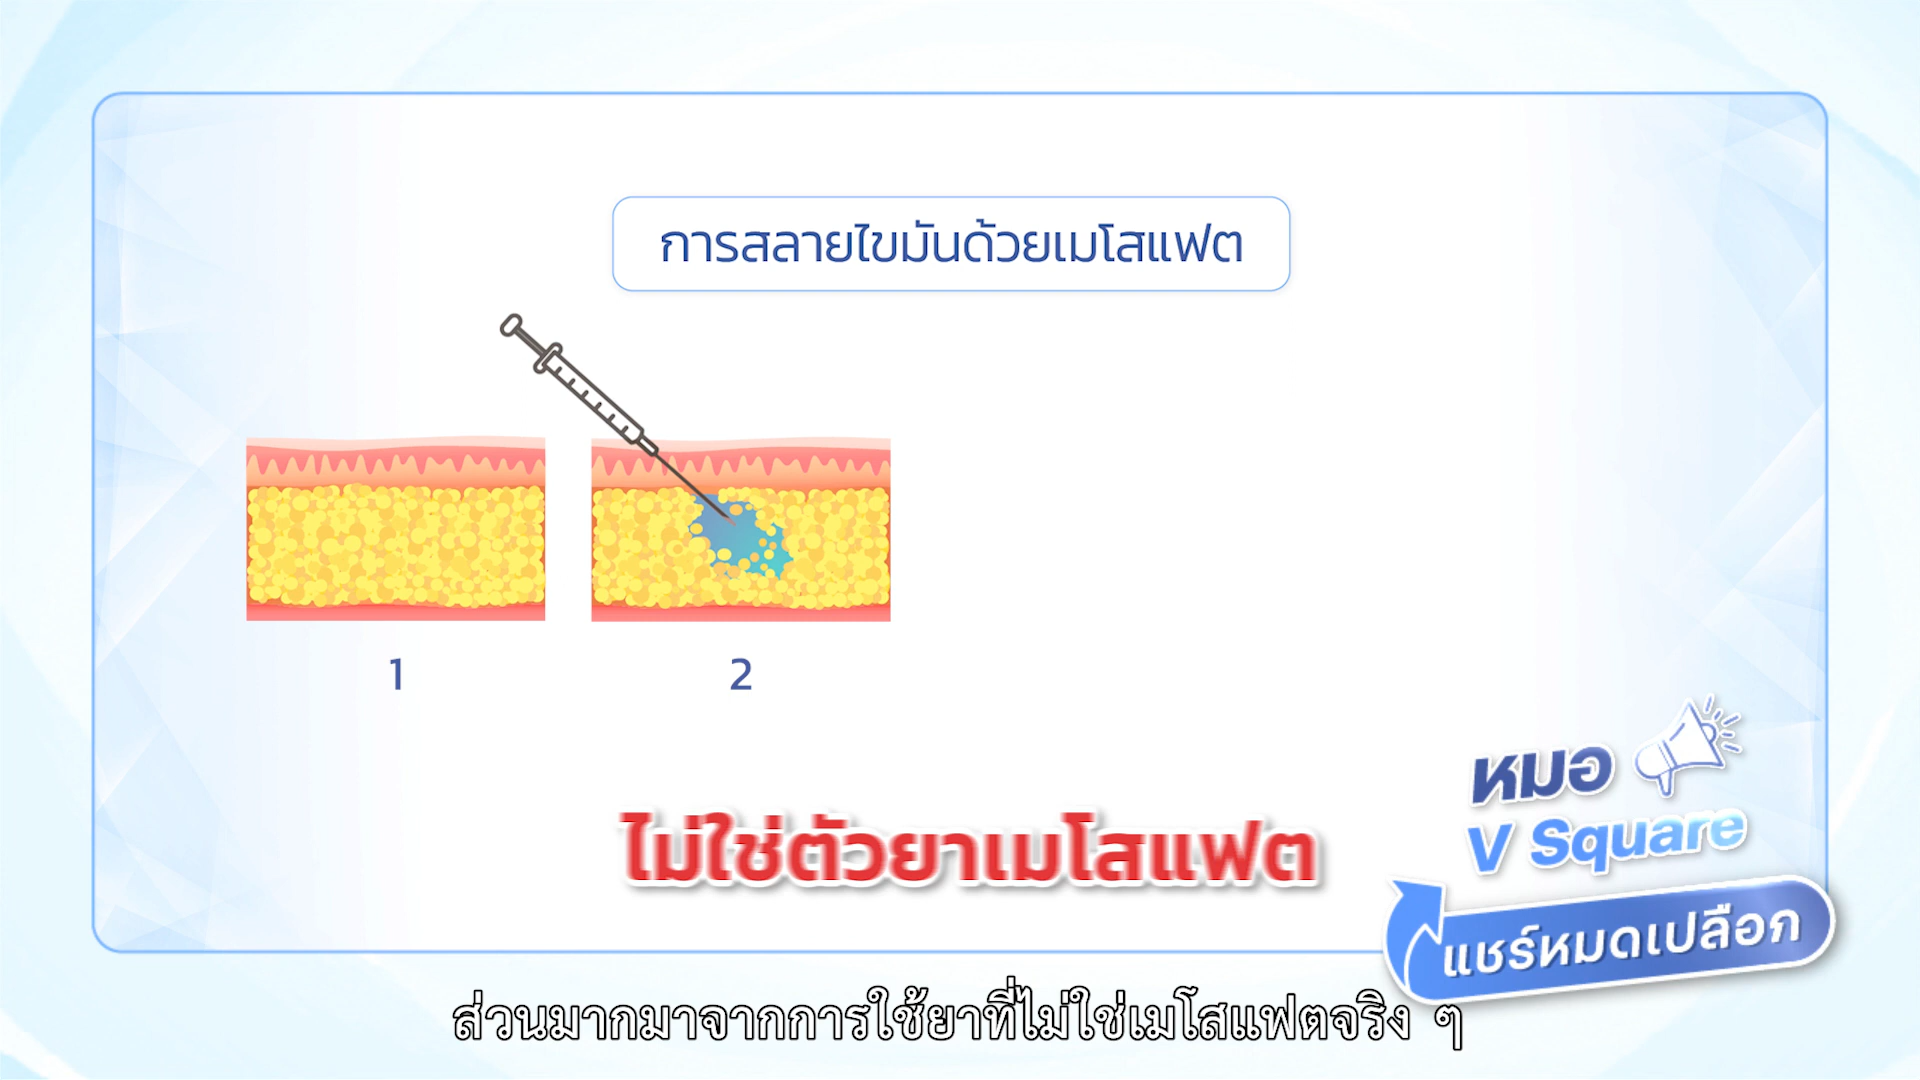 การสลายไขมันด้วยเมโสแฟต
1
2
ไม่ใช่ตัวยาเมโสแฟต
หมอ
V Square
แชร์หมดเปลือก
ส่วนมากมาจากการใช้ยาที่ไม่ใช่เมโสแฟตจริง ๆ